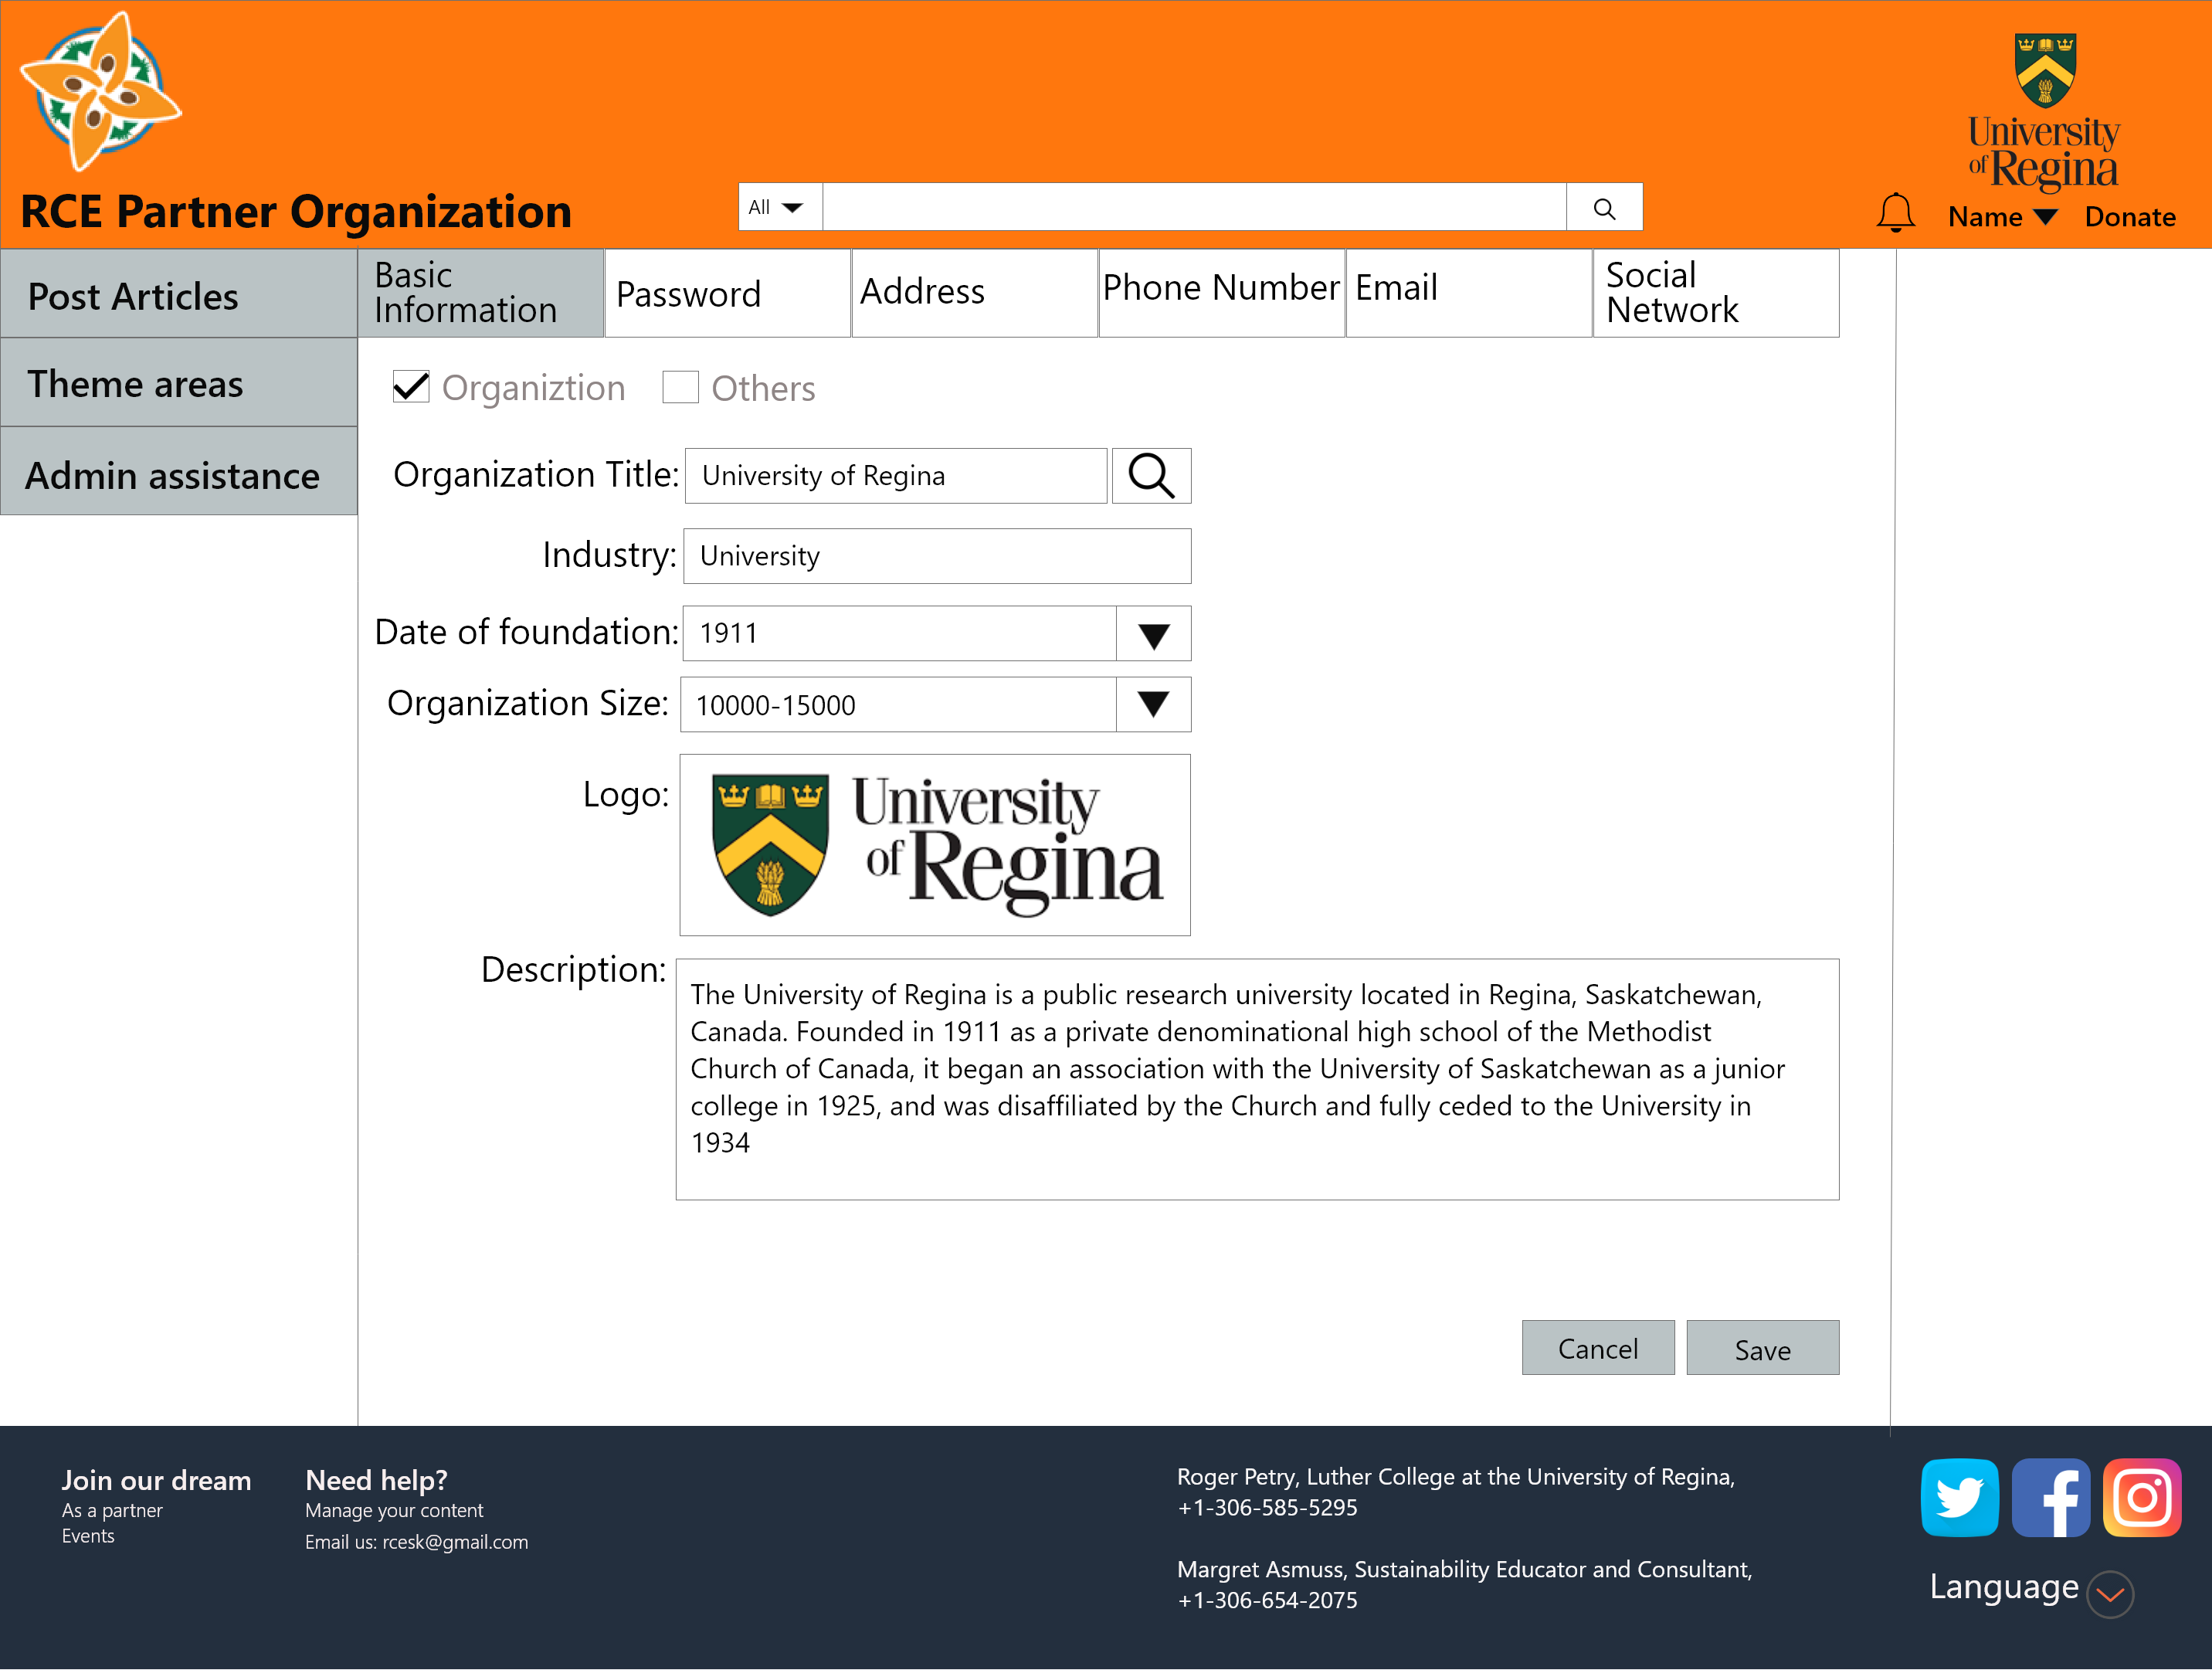 University
of Regina
RCE Partner Organization
All
Name
Donate
Post Articles
Theme areas
Admin assistance
Basic
Information
Password
Address
Phone Number
Email
Social
Network
Organiztion
Others
Organization Title:
University of Regina
Industry:
University
Date of foundation:
1911
Organization Size:
10000-15000
Logo:
University
of Regina
Description:
The University of Regina is a public research university located in Regina, Saskatchewan,
Canada. Founded in 1911 as a private denominational high school of the Methodist
Church of Canada, it began an association with the University of Saskatchewan as a junior
college in 1925, and was disaffiliated by the Church and fully ceded to the University in
1934
Cancel
Save
Join our dream
As a partner
Events
Need help?
Manage your content
Email us: rcesk@gmail.com
Roger Petry, Luther College at the University of Regina,
+1-306-585-5295
Margret Asmuss, Sustainability Educator and Consultant,
+1-306-654-2075
Language